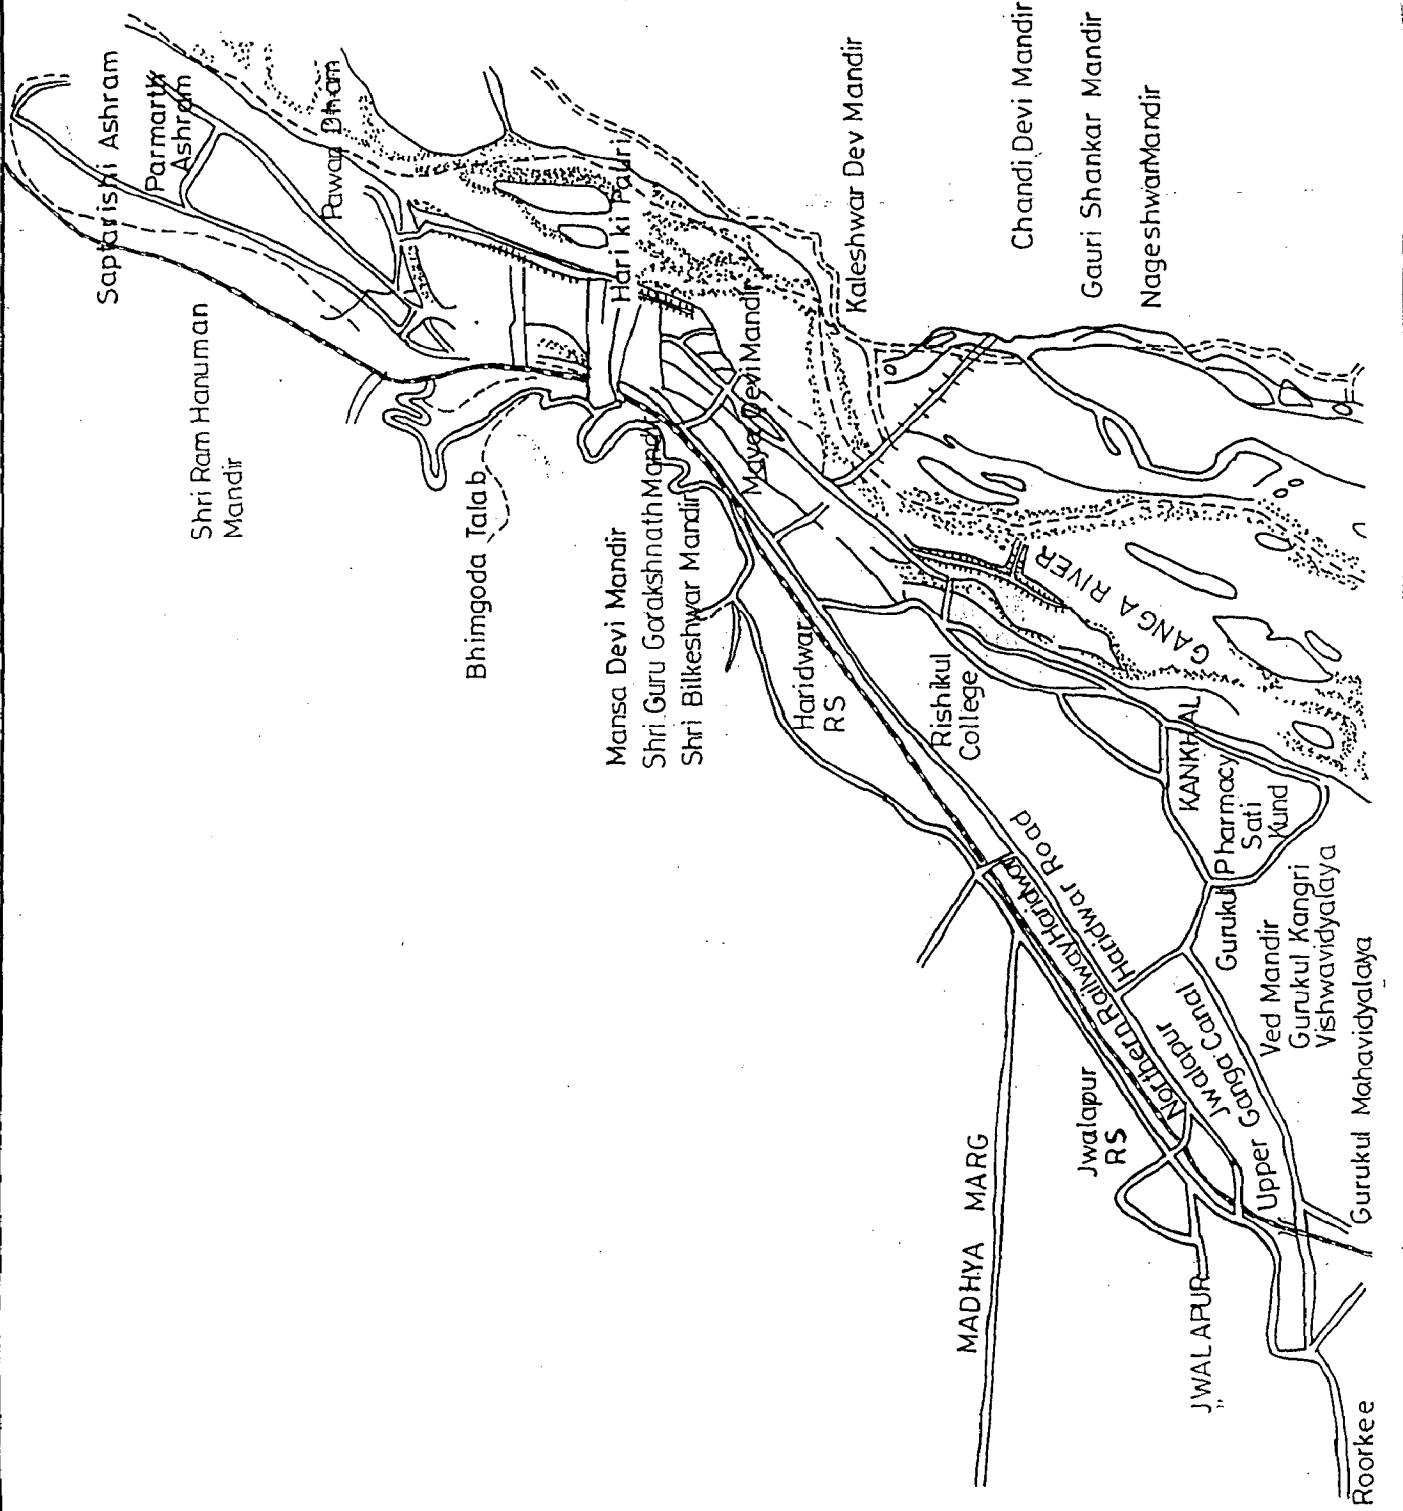 Saptarishi Ashram
Parmarth
Ashram
Pawan Dham
Shri Ram Hanuman
Mandir
Hari ki Pauri
Bhimgoda Talab
Mansa Devi Mandir
Shri Guru Gorakshnath Mandir
Shri Bilkeshwar Mandir
Maya Devi Mandir
Kaleshwar Dev Mandir
Chandi Devi Mandir
Gauri Shankar Mandir
Nageshwar Mandir
Haridwar
RS
Rishikul
College
GANGA RIVER
KANKHAL
Gurukul Pharmacy
Sati
Kund
Northern Railway Haridwar
Jwalapur Haridwar Road
Upper Ganga Canal
Ved Mandir
Gurukul Kangri
Vishwavidyalaya
Gurukul Mahavidyalaya
Jwalapur
RS
MADHYA MARG
JWALAPUR
Roorkee